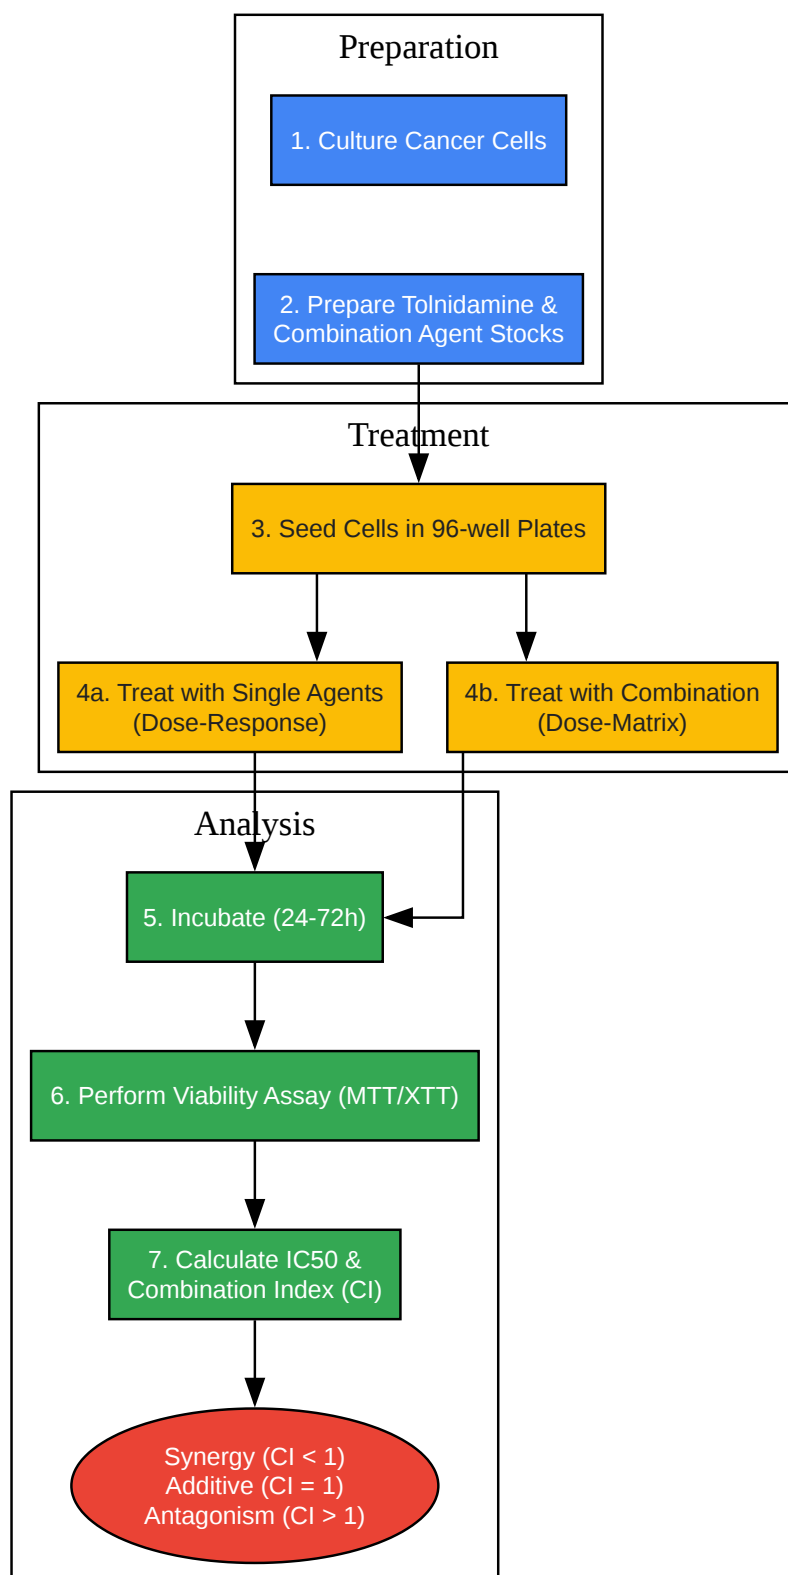 Preparation
1. Culture Cancer Cells
2. Prepare Tolnidamine &
Combination Agent Stocks
Treatment
3. Seed Cells in 96-well Plates
4a. Treat with Single Agents
(Dose-Response)
4b. Treat with Combination
(Dose-Matrix)
Analysis
5. Incubate (24-72h)
6. Perform Viability Assay (MTT/XTT)
7. Calculate IC50 &
Combination Index (CI)
Synergy (CI < 1)
Additive (CI = 1)
Antagonism (CI > 1)